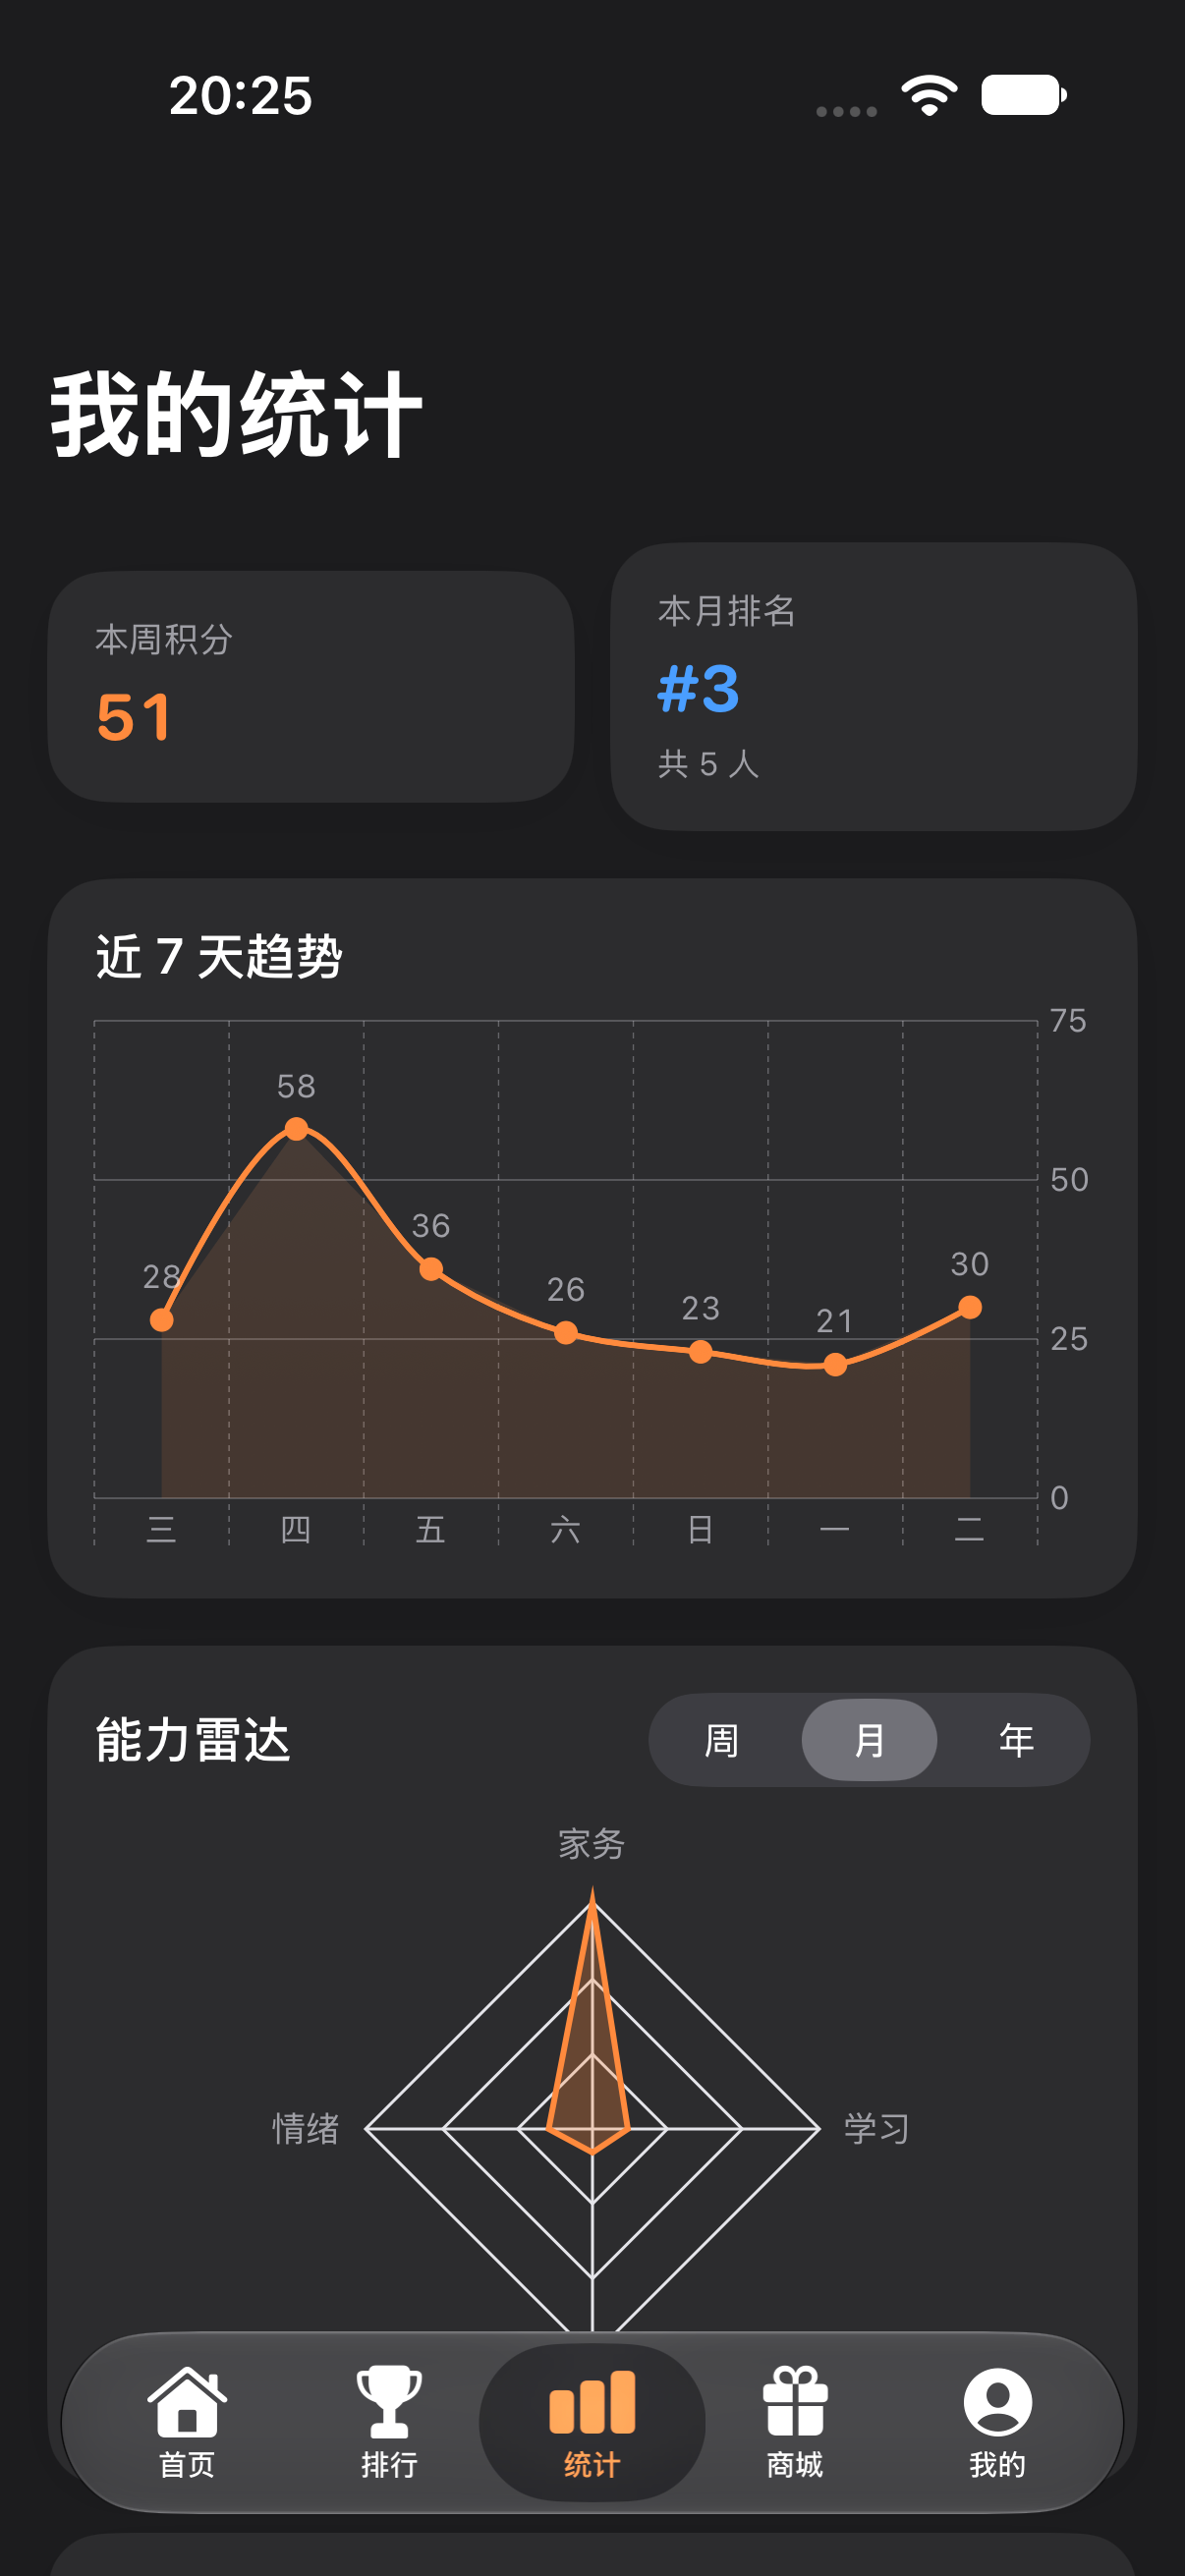 20:25
我的统计
本周积分
51
本月排名
#3
共 5 人
近 7 天趋势
75
58
50
36
28
30
26
23
21
25
0
三 四 五 六 日 一 二
能力雷达
周 月 年
家务
情绪 学习
首页 排行 统计 商城 我的